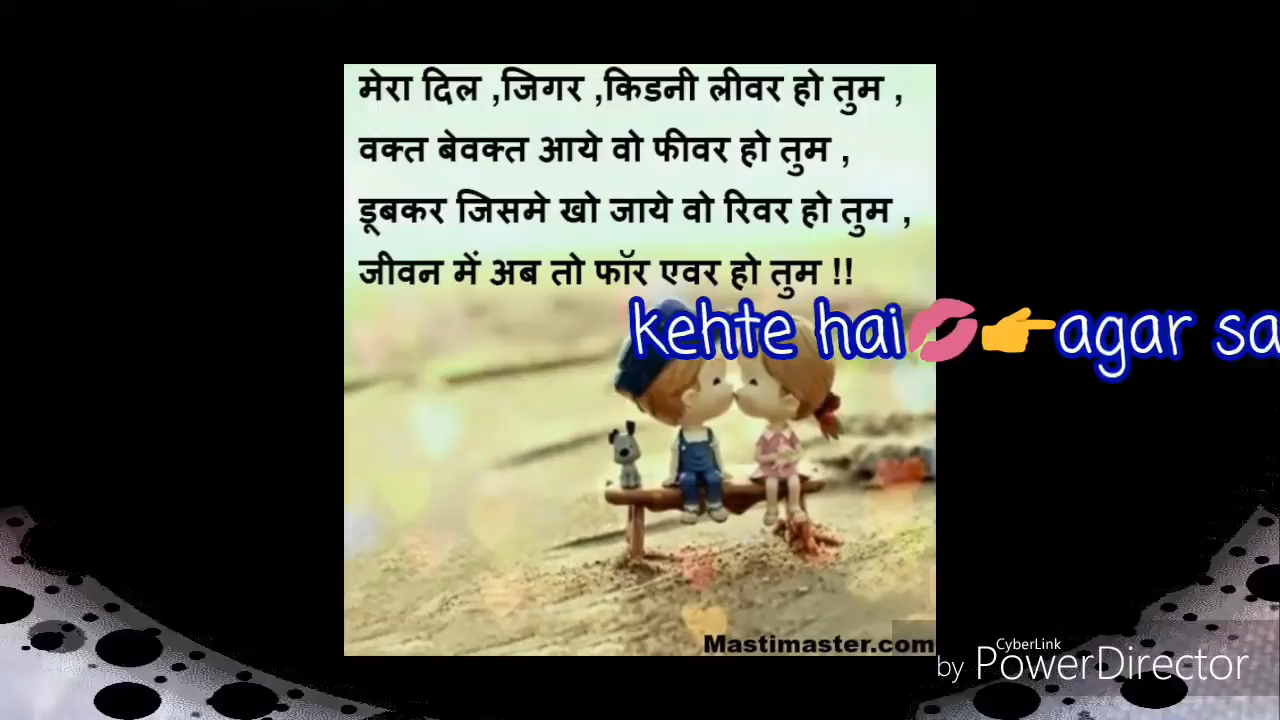 मेरा दिल ,जिगर ,किडनी लीवर हो तुम ,
वक्त बेवक्त आये वो फीवर हो तुम ,
डूबकर जिसमे खो जाये वो रिवर हो तुम ,
जीवन में अब तो फॉर एवर हो तुम !!
kehte hai💋👉agar sa
Mastimaster.com
CyberLink
by PowerDirector